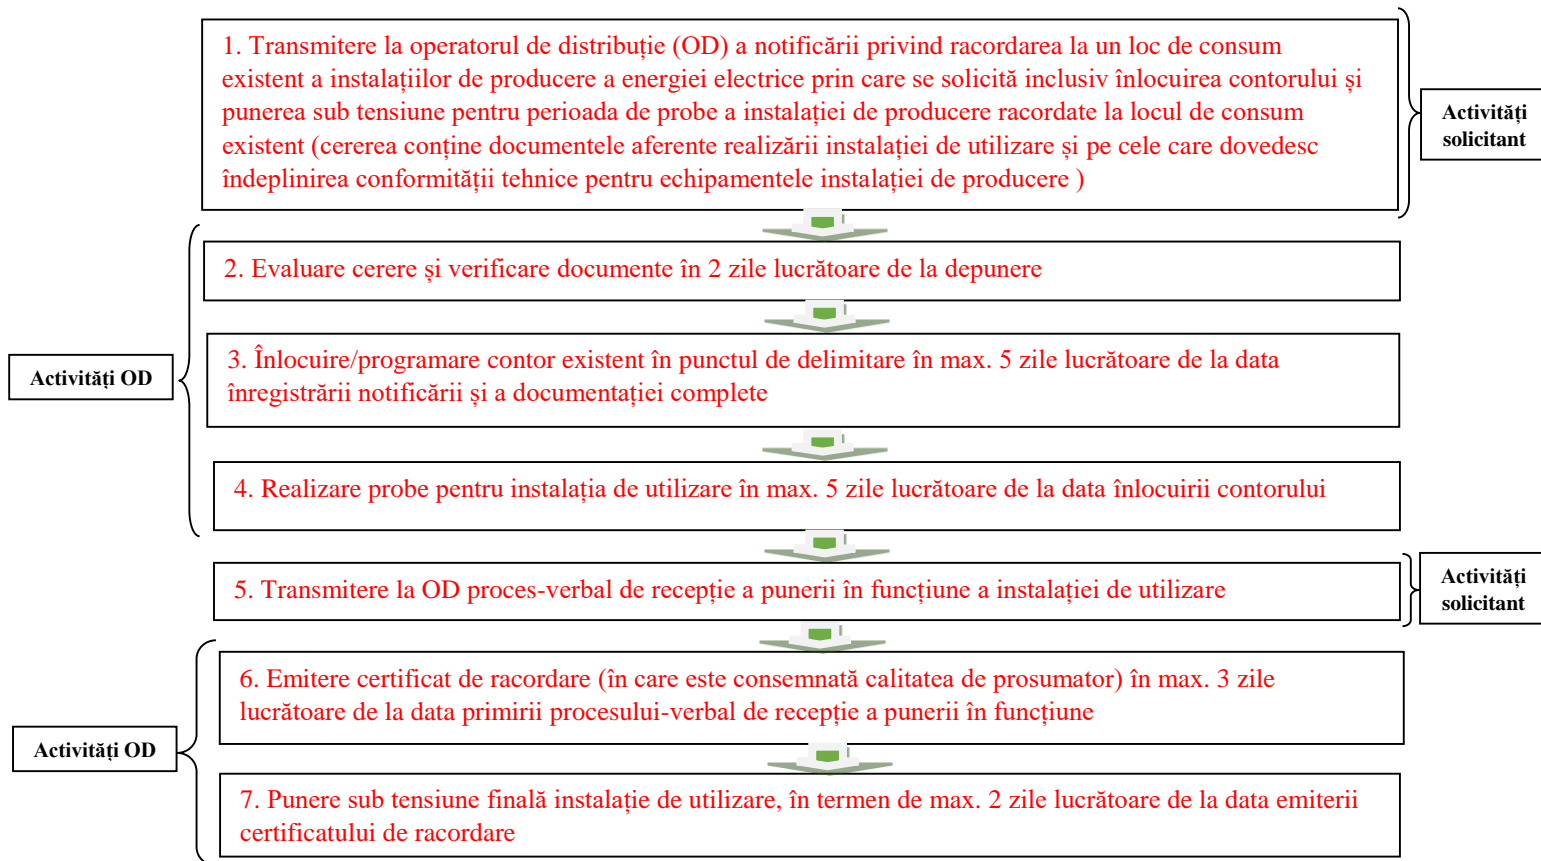 1. Transmitere la operatorul de distribuție (OD) a notificării privind racordarea la un loc de consum
existent a instalațiilor de producere a energiei electrice prin care se solicită inclusiv înlocuirea contorului și
punerea sub tensiune pentru perioada de probe a instalației de producere racordate la locul de consum
existent (cererea conține documentele aferente realizării instalației de utilizare și pe cele care dovedesc
îndeplinirea conformității tehnice pentru echipamentele instalației de producere )
Activități
solicitant
2. Evaluare cerere și verificare documente în 2 zile lucrătoare de la depunere
Activități OD
3. Înlocuire/programare contor existent în punctul de delimitare în max. 5 zile lucrătoare de la data
înregistrării notificării și a documentației complete
4. Realizare probe pentru instalația de utilizare în max. 5 zile lucrătoare de la data înlocuirii contorului
5. Transmitere la OD proces-verbal de recepție a punerii în funcțiune a instalației de utilizare
Activități
solicitant
6. Emitere certificat de racordare (în care este consemnată calitatea de prosumator) în max. 3 zile
lucrătoare de la data primirii procesului-verbal de recepție a punerii în funcțiune
Activități OD
7. Punere sub tensiune finală instalație de utilizare, în termen de max. 2 zile lucrătoare de la data emiterii
certificatului de racordare